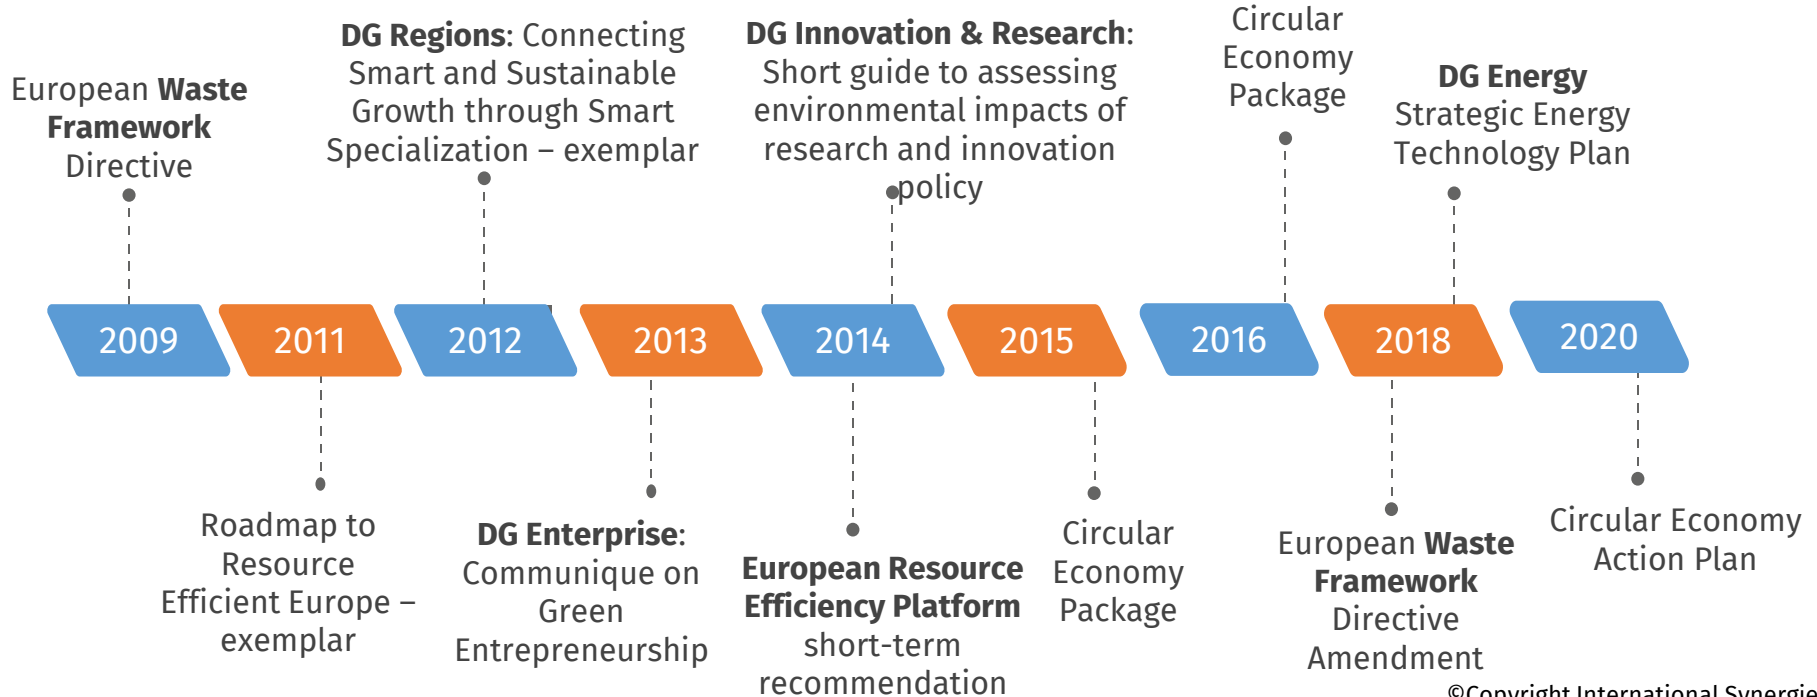 European Waste
Framework
Directive
DG Regions: Connecting
Smart and Sustainable
Growth through Smart
Specialization – exemplar
DG Innovation & Research:
Short guide to assessing
environmental impacts of
research and innovation
policy
Circular
Economy
Package
DG Energy
Strategic Energy
Technology Plan
2009
2011
2012
2013
2014
2015
2016
2018
2020
Roadmap to
Resource
Efficient Europe –
exemplar
DG Enterprise:
Communique on
Green
Entrepreneurship
European Resource
Efficiency Platform
short-term
recommendation
Circular
Economy
Package
European Waste
Framework
Directive
Amendment
Circular Economy
Action Plan
©Copyright International Synergie